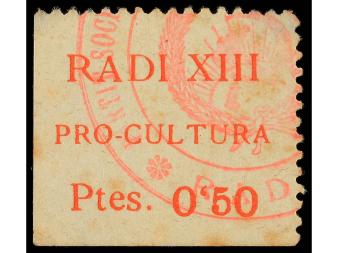 RADI XIII
PRO-CULTURA
Ptes. 0'50